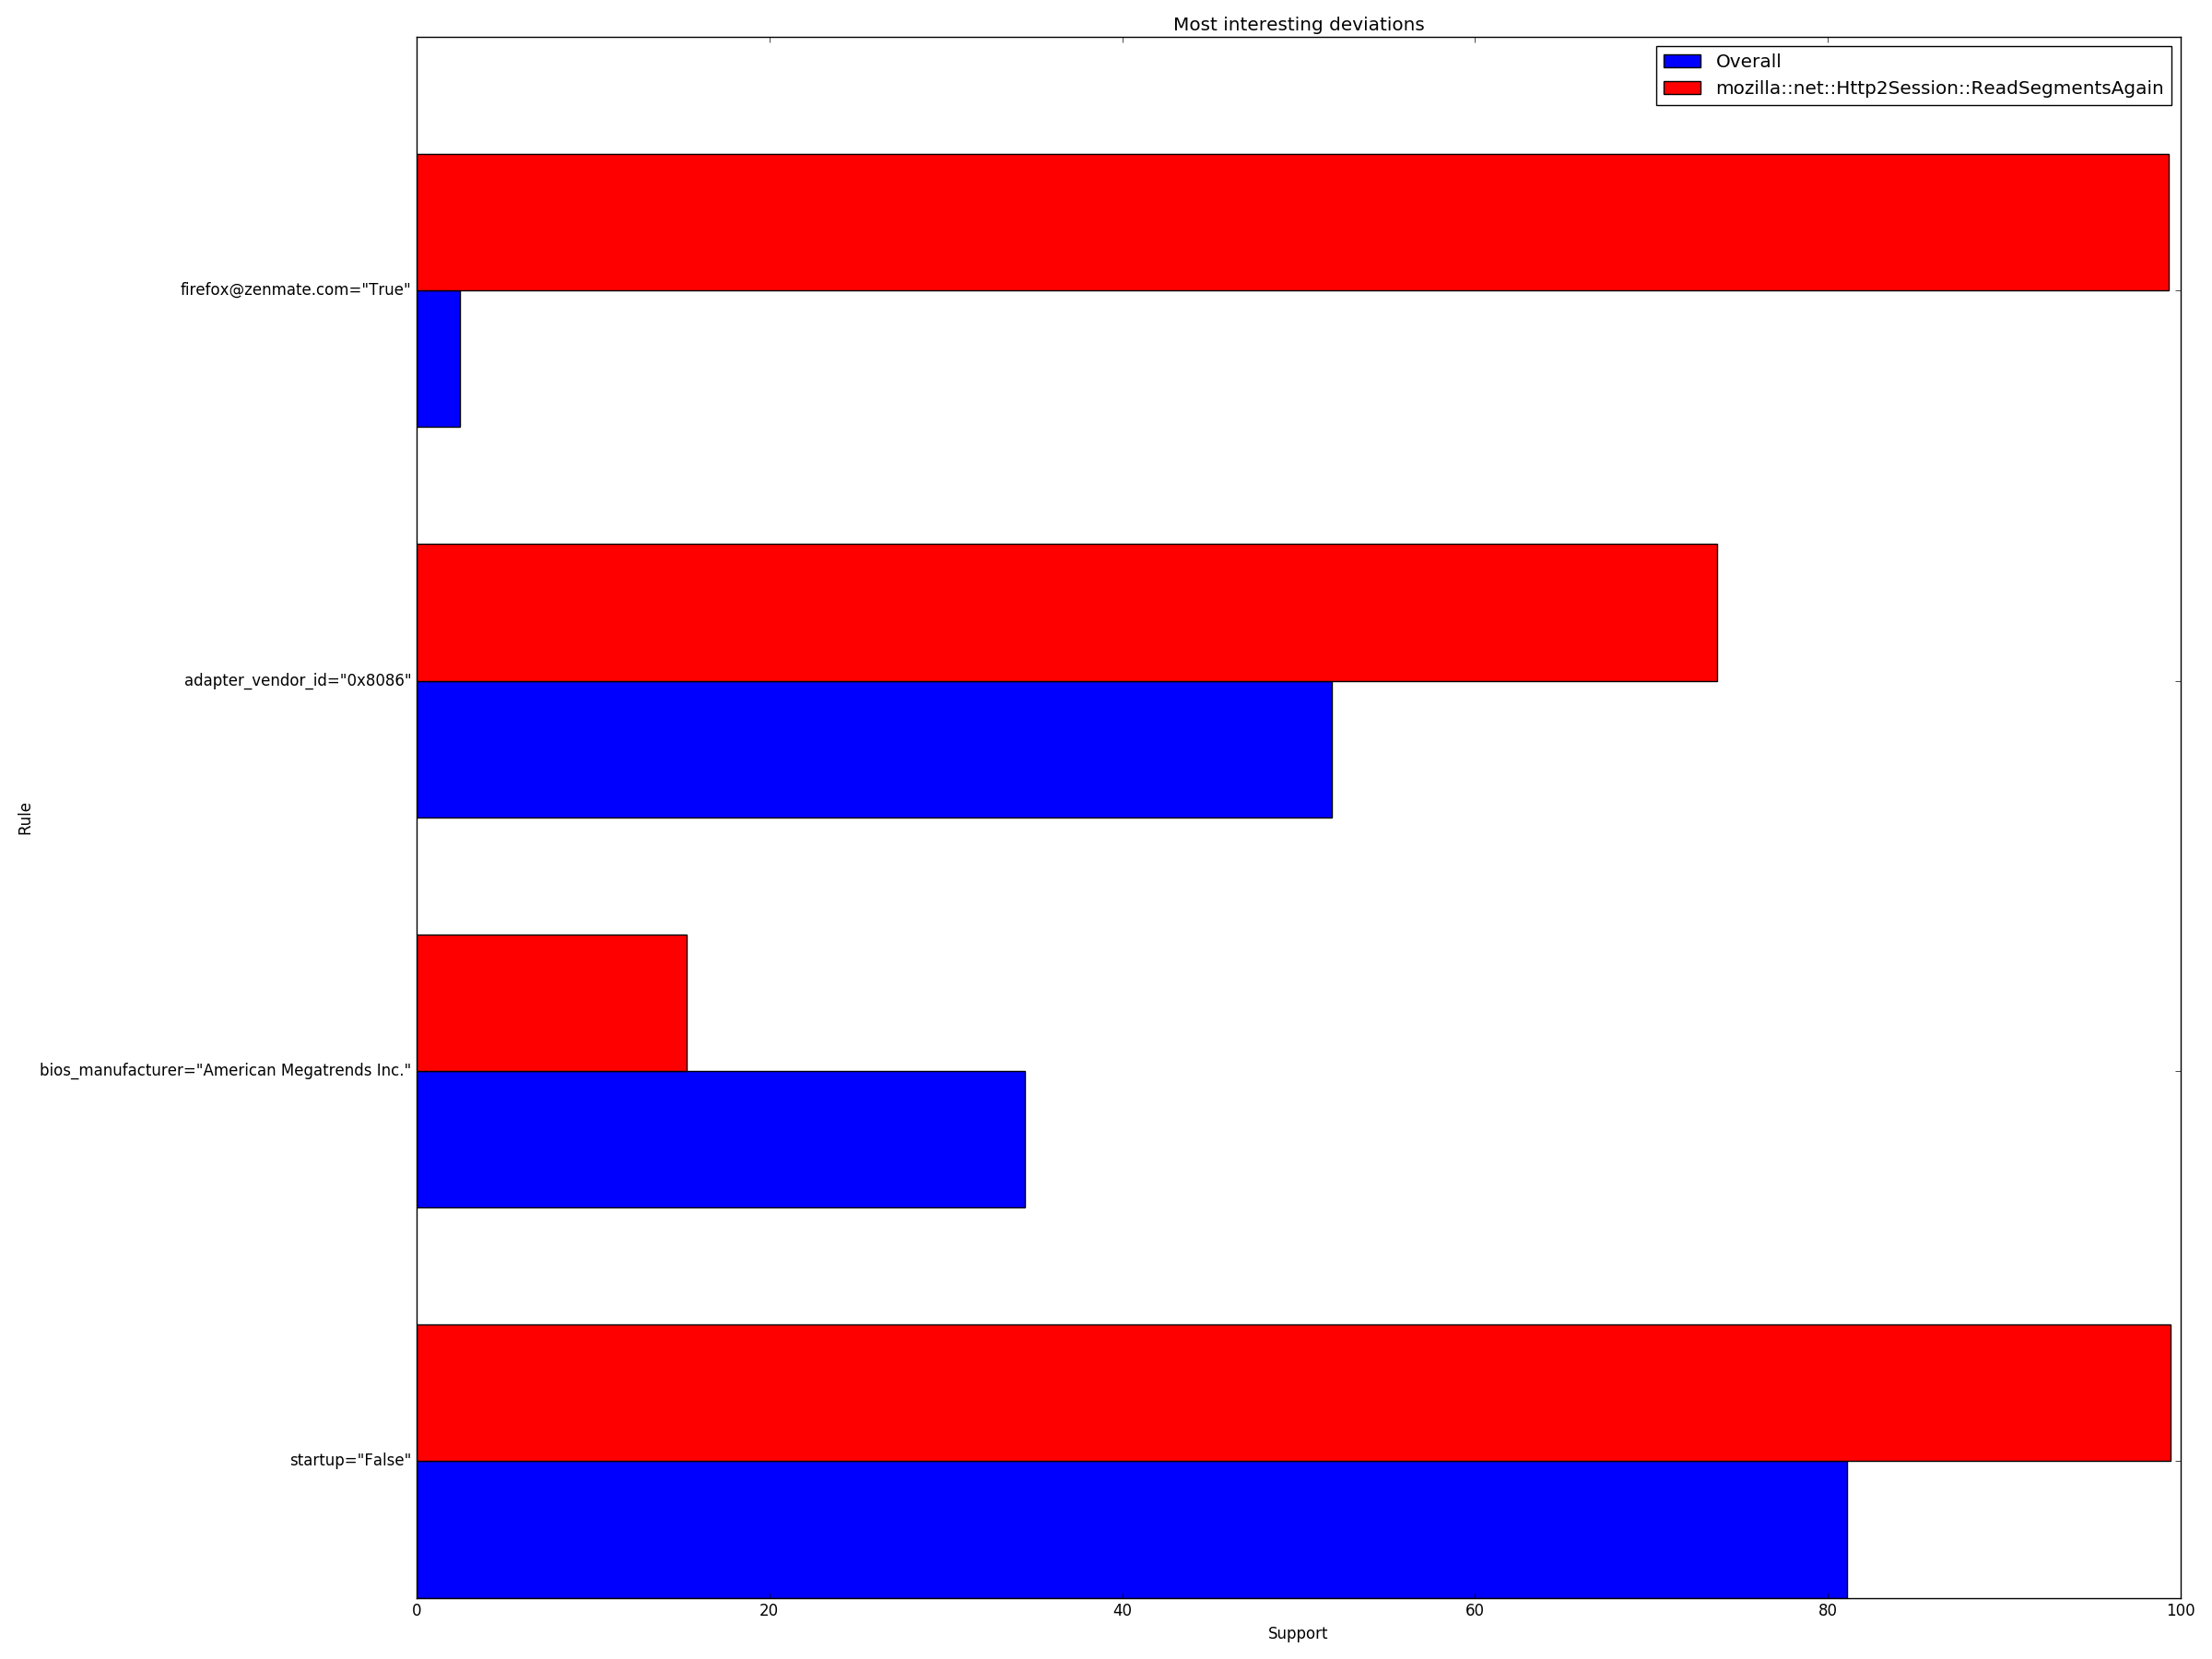 Most interesting deviations
Overall
mozilla::net::Http2Session::ReadSegmentsAgain
firefox@zenmate.com="True"
adapter_vendor_id="0x8086"
Rule
bios_manufacturer="American Megatrends Inc."
startup="False"
0 20 40 60 80 100
Support